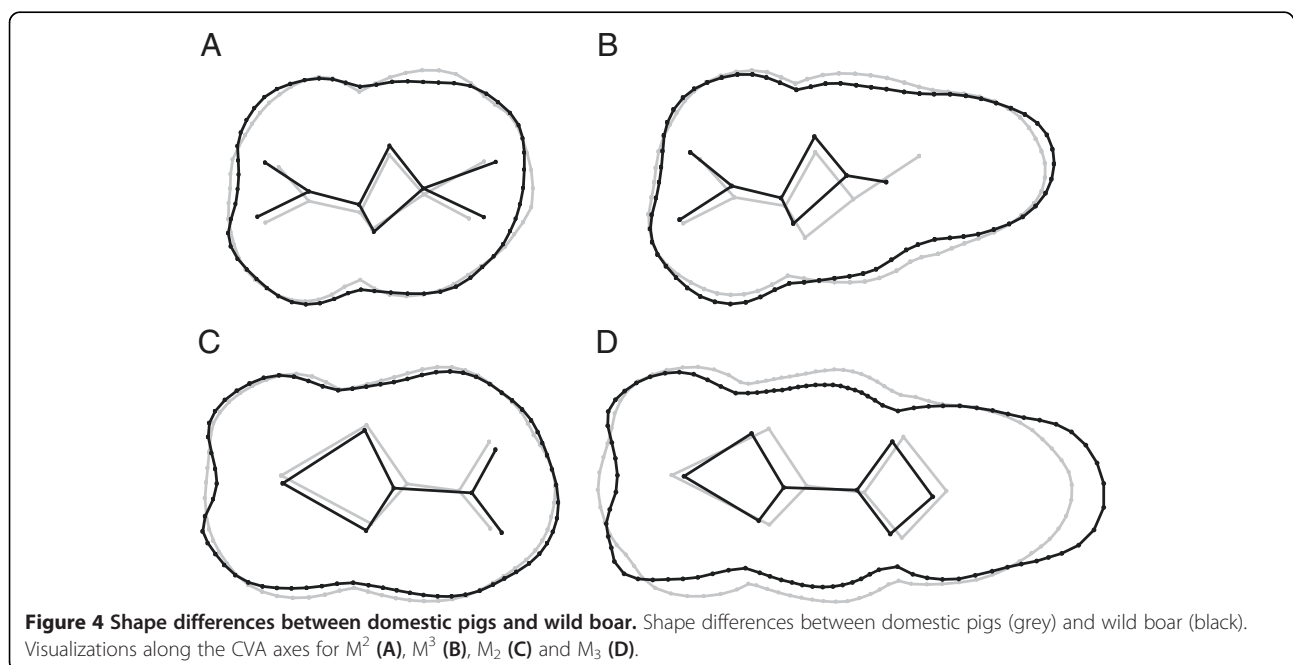 A
B
C
D
Figure 4 Shape differences between domestic pigs and wild boar. Shape differences between domestic pigs (grey) and wild boar (black).
Visualizations along the CVA axes for M² (A), M³ (B), M₂ (C) and M₃ (D).